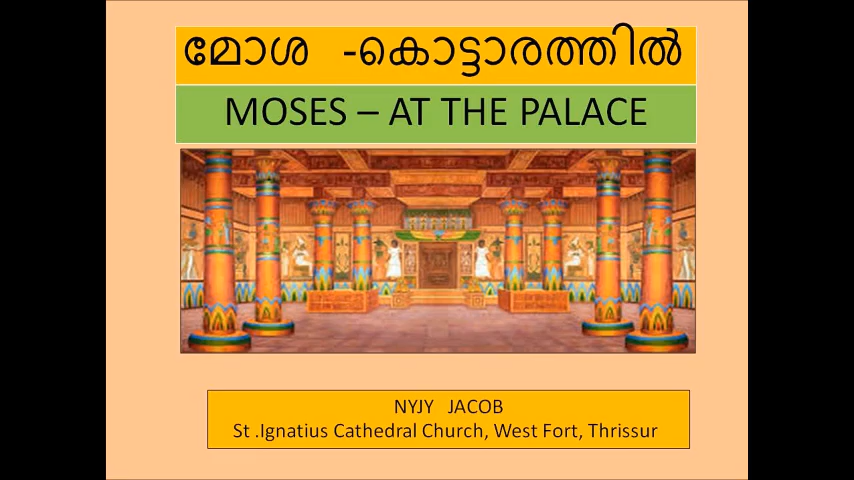 മോശ -കൊട്ടാരത്തിൽ
MOSES – AT THE PALACE
NYJY JACOB
St .Ignatius Cathedral Church, West Fort, Thrissur